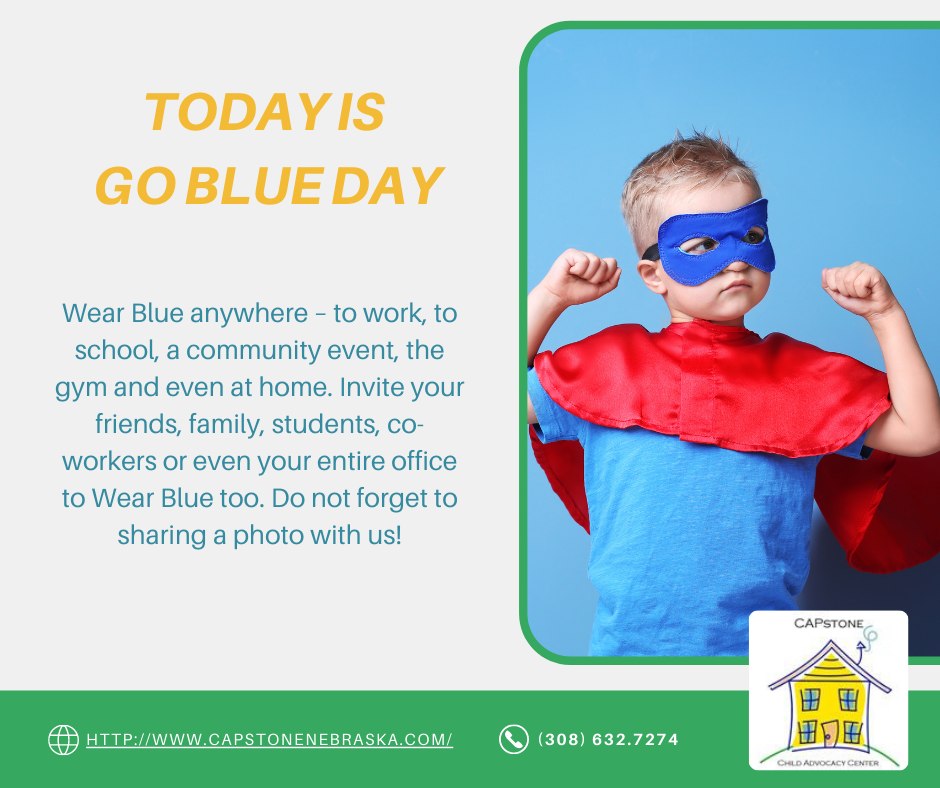 TODAY IS
GO BLUE DAY
Wear Blue anywhere – to work, to
school, a community event, the
gym and even at home. Invite your
friends, family, students, co-
workers or even your entire office
to Wear Blue too. Do not forget to
sharing a photo with us!
HTTP://WWW.CAPSTONENEBRASKA.COM/
(308) 632.7274
CAPSTONE
CHILD ADVOCACY CENTER